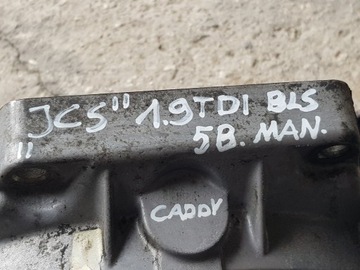 "JCS" 1.9TDI BLS
5B. MAN.
CADDY